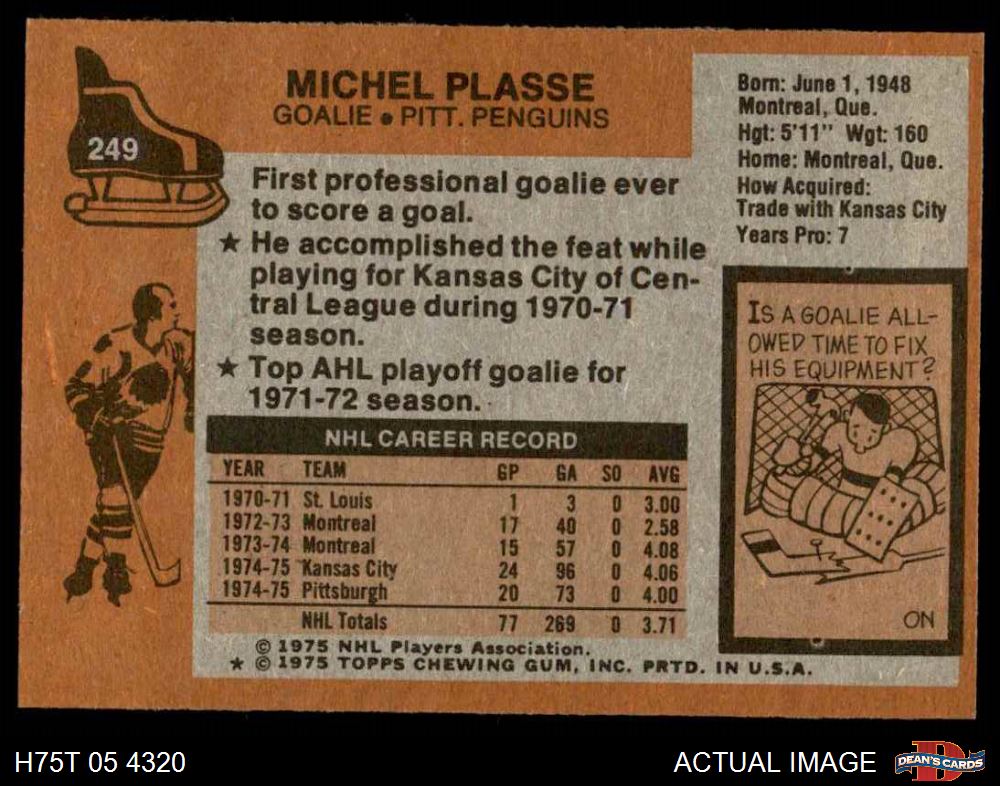 249
MICHEL PLASSE
GOALIE • PITT. PENGUINS
Born: June 1, 1948
Montreal, Que.
Hgt: 5'11" Wgt: 160
Home: Montreal, Que.
How Acquired:
Trade with Kansas City
Years Pro: 7
First professional goalie ever
to score a goal.
★ He accomplished the feat while
playing for Kansas City of Cen-
tral League during 1970-71
season.
★ Top AHL playoff goalie for
1971-72 season.
IS A GOALIE ALL-
OWED TIME TO FIX
HIS EQUIPMENT?
ON
NHL CAREER RECORD
YEAR TEAM GP GA SO AVG
1970-71 St. Louis 1 3 0 3.00
1972-73 Montreal 17 40 0 2.58
1973-74 Montreal 15 57 0 4.08
1974-75 Kansas City 24 96 0 4.06
1974-75 Pittsburgh 20 73 0 4.00
NHL Totals 77 269 0 3.71
© 1975 NHL Players Association.
★ © 1975 TOPPS CHEWING GUM, INC. PRTD. IN U.S.A.
H75T 05 4320
ACTUAL IMAGE
D
DEAN'S CARDS